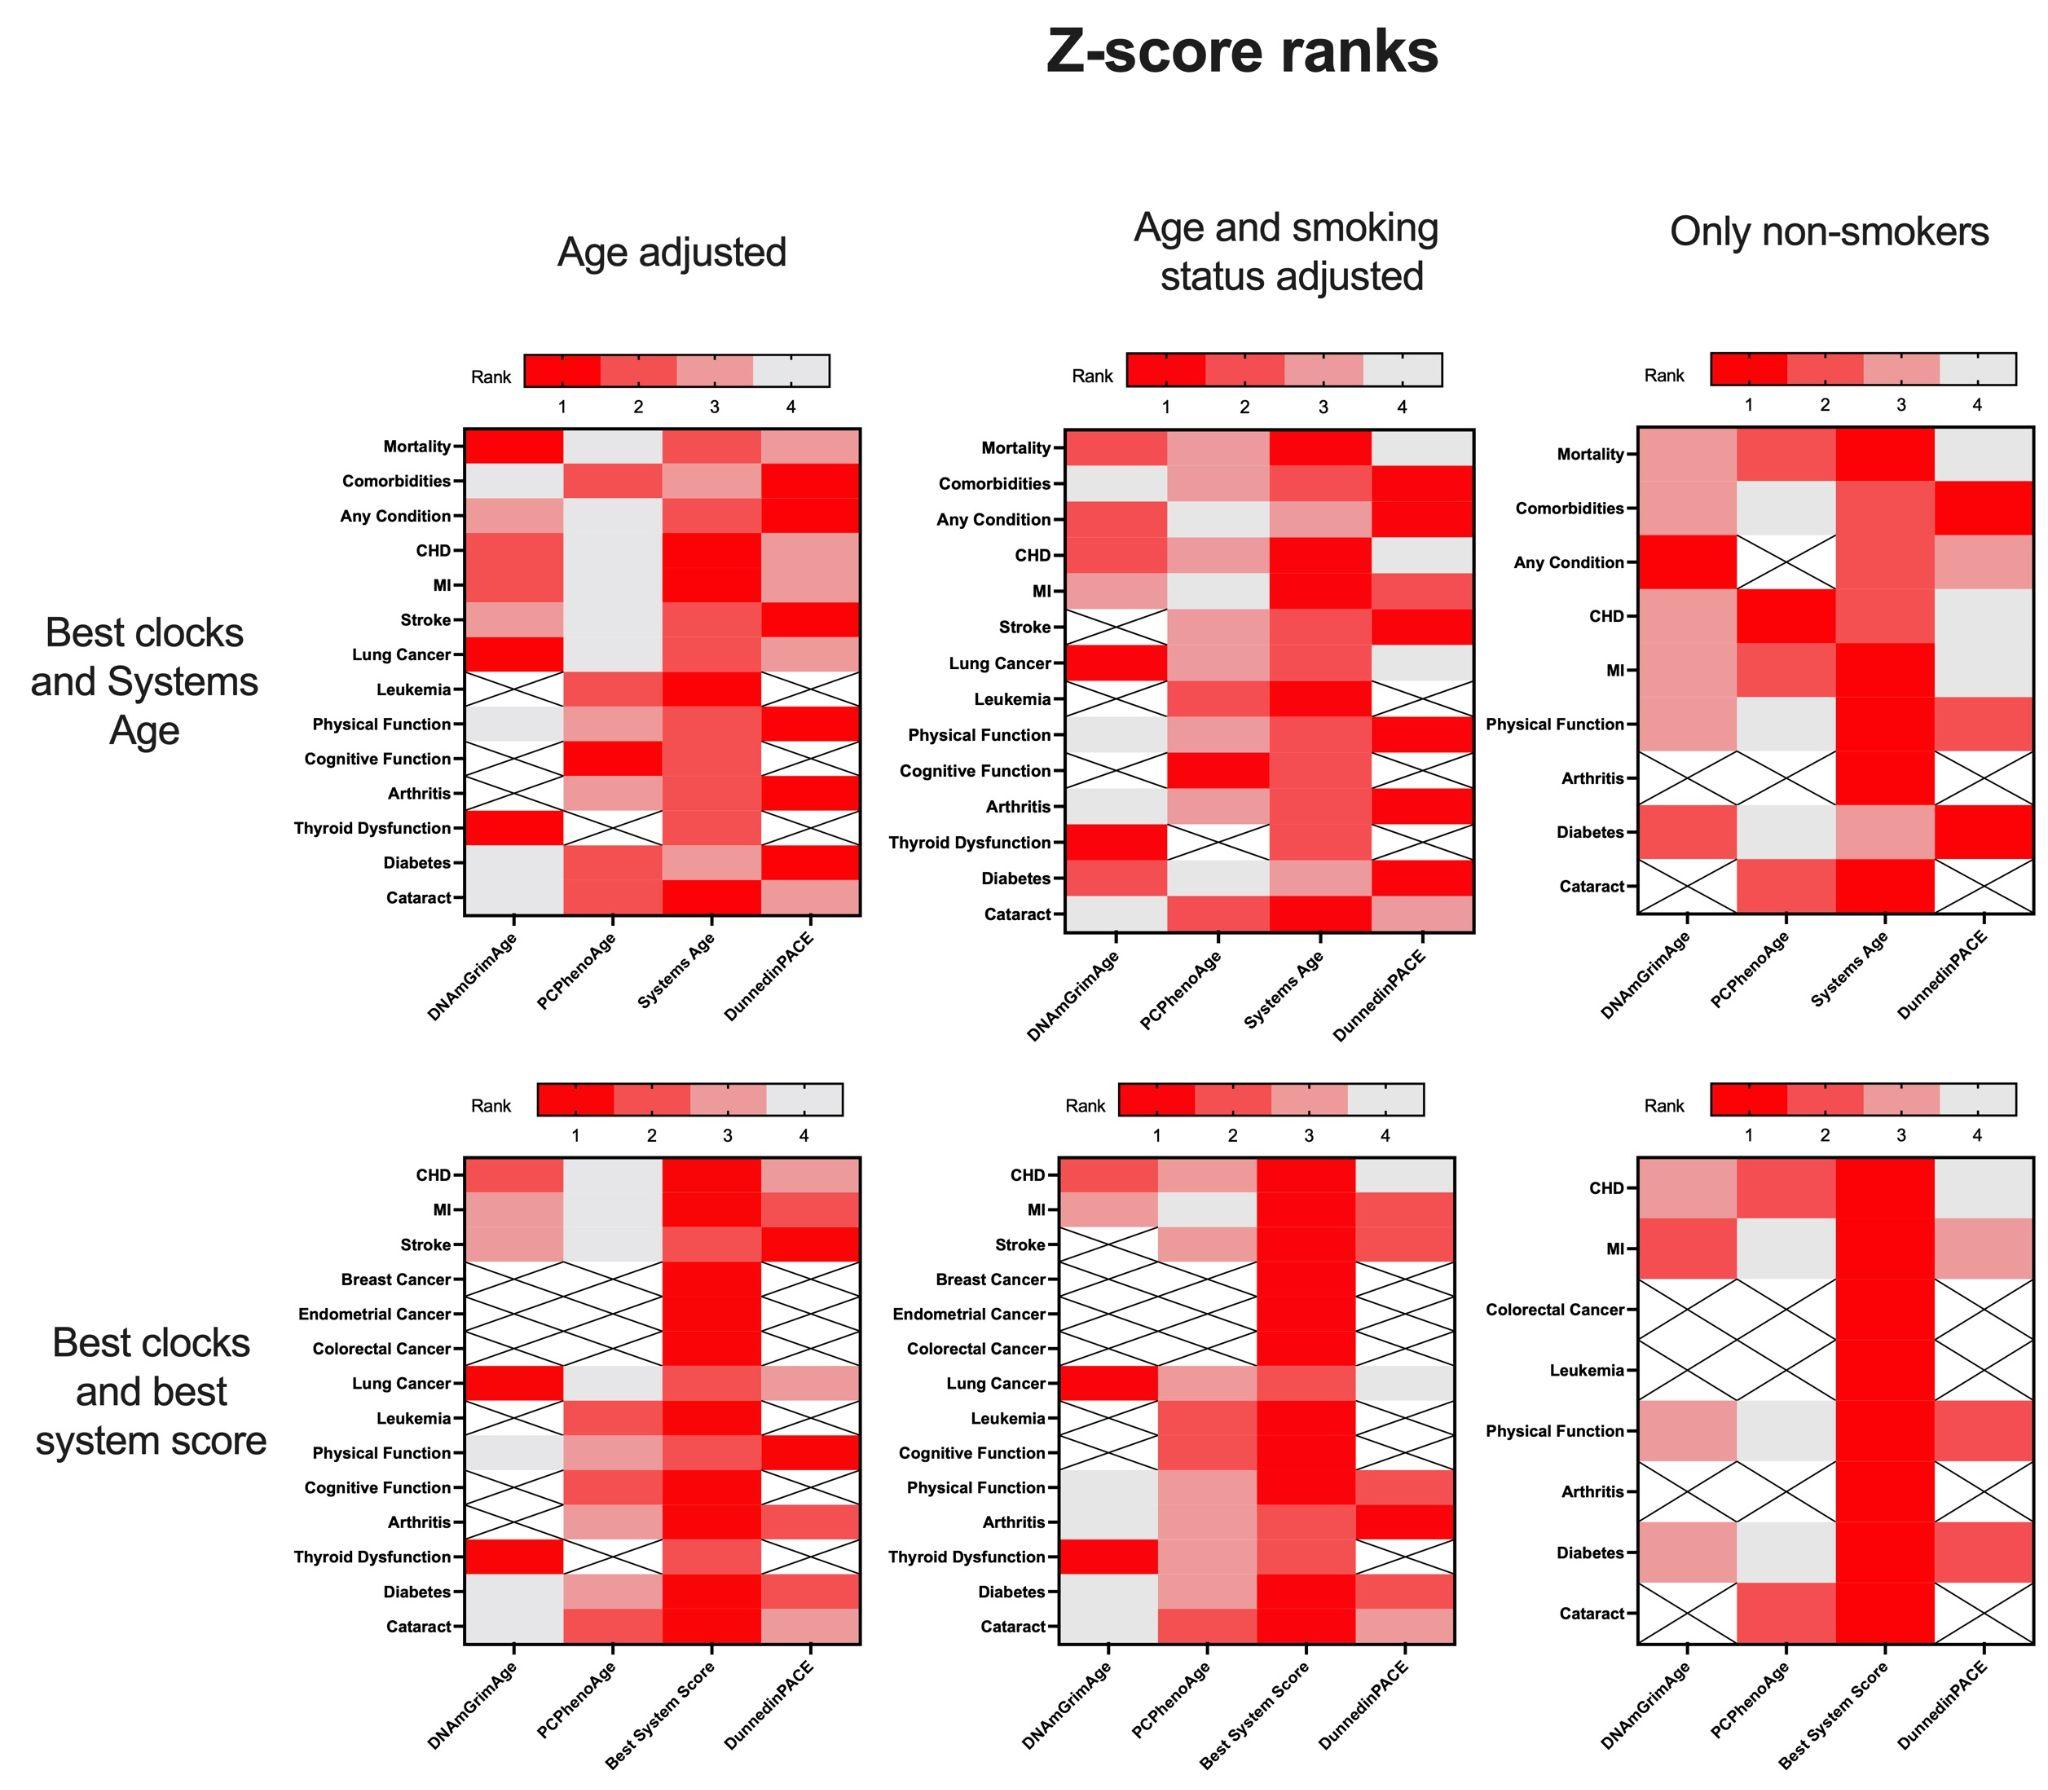 Z-score ranks
Age adjusted
Age and smoking
status adjusted
Only non-smokers
Best clocks
and Systems
Age
Rank
1 2 3 4
Mortality
Comorbidities
Any Condition
CHD
MI
Stroke
Lung Cancer
Leukemia
Physical Function
Cognitive Function
Arthritis
Thyroid Dysfunction
Diabetes
Cataract
DNAmGrimAge
PCPhenoAge
Systems Age
DunnedinPACE
Rank
1 2 3 4
Mortality
Comorbidities
Any Condition
CHD
MI
Stroke
Lung Cancer
Leukemia
Physical Function
Cognitive Function
Arthritis
Thyroid Dysfunction
Diabetes
Cataract
DNAmGrimAge
PCPhenoAge
Systems Age
DunnedinPACE
Rank
1 2 3 4
Mortality
Comorbidities
Any Condition
CHD
MI
Physical Function
Arthritis
Diabetes
Cataract
DNAmGrimAge
PCPhenoAge
Systems Age
DunnedinPACE
Best clocks
and best
system score
Rank
1 2 3 4
CHD
MI
Stroke
Breast Cancer
Endometrial Cancer
Colorectal Cancer
Lung Cancer
Leukemia
Physical Function
Cognitive Function
Arthritis
Thyroid Dysfunction
Diabetes
Cataract
DNAmGrimAge
PCPhenoAge
Best System Score
DunnedinPACE
Rank
1 2 3 4
CHD
MI
Stroke
Breast Cancer
Endometrial Cancer
Colorectal Cancer
Lung Cancer
Leukemia
Cognitive Function
Physical Function
Arthritis
Thyroid Dysfunction
Diabetes
Cataract
DNAmGrimAge
PCPhenoAge
Best System Score
DunnedinPACE
Rank
1 2 3 4
CHD
MI
Colorectal Cancer
Leukemia
Physical Function
Arthritis
Diabetes
Cataract
DNAmGrimAge
PCPhenoAge
Best System Score
DunnedinPACE